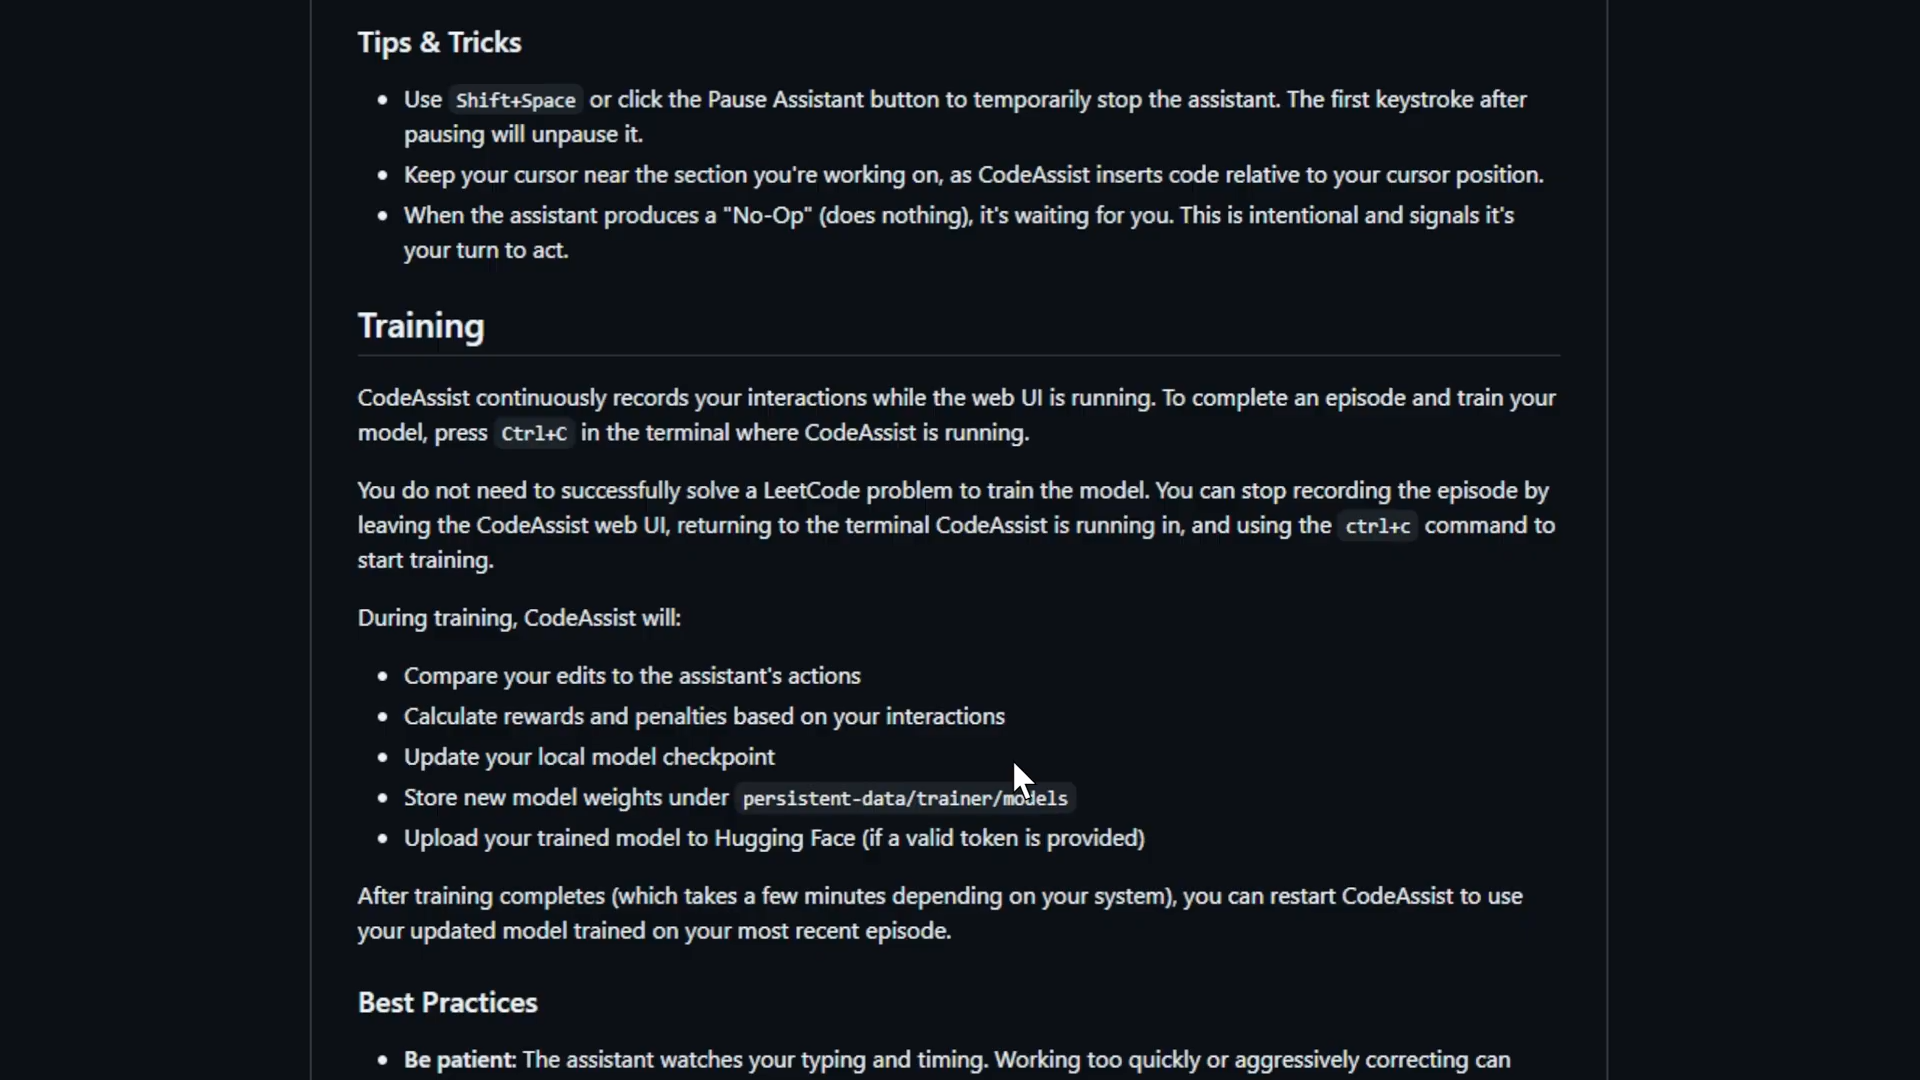 Tips & Tricks
• Use Shift+Space or click the Pause Assistant button to temporarily stop the assistant. The first keystroke after
pausing will unpause it.
• Keep your cursor near the section you're working on, as CodeAssist inserts code relative to your cursor position.
• When the assistant produces a "No-Op" (does nothing), it's waiting for you. This is intentional and signals it's
your turn to act.
Training
CodeAssist continuously records your interactions while the web UI is running. To complete an episode and train your
model, press Ctrl+C in the terminal where CodeAssist is running.
You do not need to successfully solve a LeetCode problem to train the model. You can stop recording the episode by
leaving the CodeAssist web UI, returning to the terminal CodeAssist is running in, and using the ctrl+c command to
start training.
During training, CodeAssist will:
• Compare your edits to the assistant's actions
• Calculate rewards and penalties based on your interactions
• Update your local model checkpoint
• Store new model weights under persistent-data/trainer/models
• Upload your trained model to Hugging Face (if a valid token is provided)
After training completes (which takes a few minutes depending on your system), you can restart CodeAssist to use
your updated model trained on your most recent episode.
Best Practices
• Be patient: The assistant watches your typing and timing. Working too quickly or aggressively correcting can